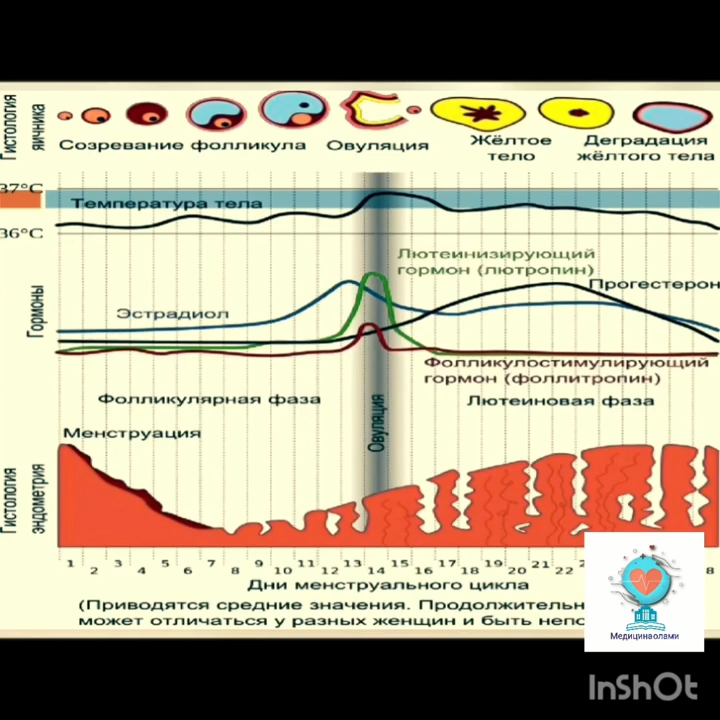 Гистология
яичника
Созревание фолликула
Овуляция
Жёлтое
тело
Деградация
жёлтого тела
37°C
Температура тела
36°C
Гормоны
Лютеинизирующий
гормон (лютропин)
Прогестерон
Эстрадиол
Фолликулостимулирующий
гормон (фоллитропин)
Фолликулярная фаза
Овуляция
Лютеиновая фаза
Менструация
Гистология
эндометрия
1 2 3 4 5 6 7 8 9 10 11 12 13 14 15 16 17 18 19 20 21 22 8
Дни менструального цикла
(Приводятся средние значения. Продолжительн
может отличаться у разных женщин и быть непо
Медицинаолами
InShOt